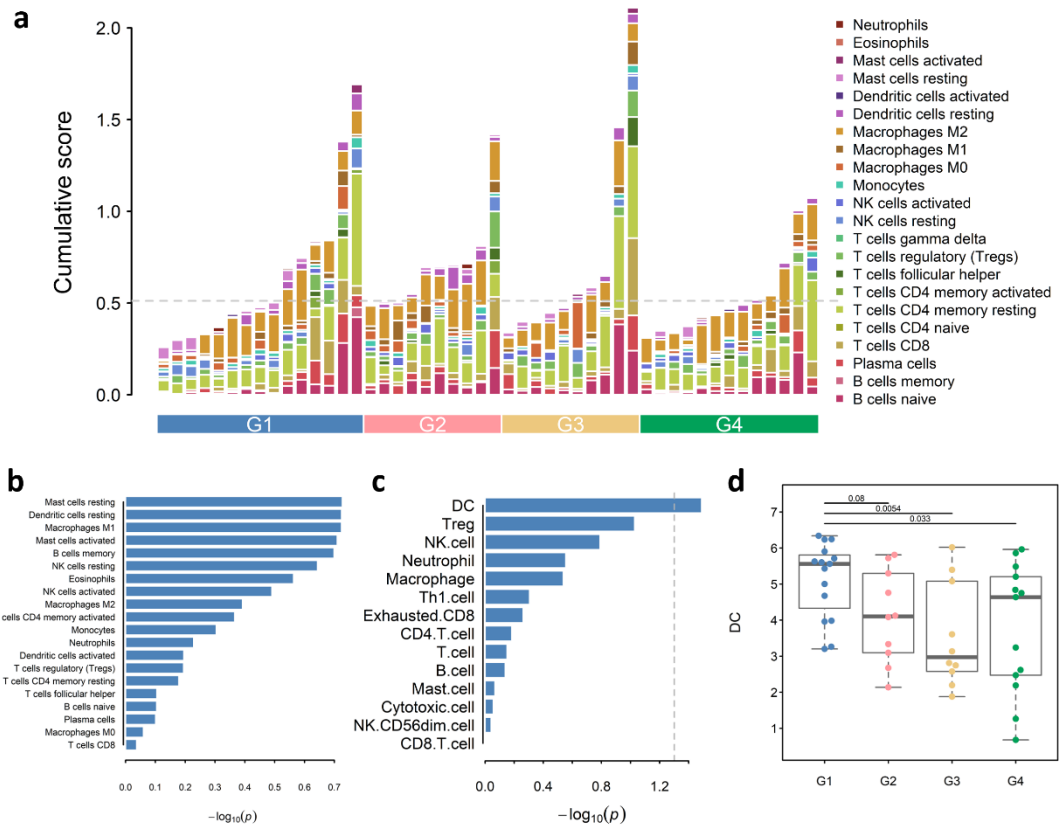 a
Cumulative score
2.0
1.5
1.0
0.5
0.0
G1 G2 G3 G4
Neutrophils
Eosinophils
Mast cells activated
Mast cells resting
Dendritic cells activated
Dendritic cells resting
Macrophages M2
Macrophages M1
Macrophages M0
Monocytes
NK cells activated
NK cells resting
T cells gamma delta
T cells regulatory (Tregs)
T cells follicular helper
T cells CD4 memory activated
T cells CD4 memory resting
T cells CD4 naive
T cells CD8
Plasma cells
B cells memory
B cells naive
b
Mast cells resting
Dendritic cells resting
Macrophages M1
Mast cells activated
B cells memory
NK cells resting
Eosinophils
NK cells activated
Macrophages M2
cells CD4 memory activated
Monocytes
Neutrophils
Dendritic cells activated
T cells regulatory (Tregs)
T cells CD4 memory resting
T cells follicular helper
B cells naive
Plasma cells
Macrophages M0
T cells CD8
0.0 0.1 0.2 0.3 0.4 0.5 0.6 0.7
−log10(p)
c
DC
Treg
NK.cell
Neutrophil
Macrophage
Th1.cell
Exhausted.CD8
CD4.T.cell
T.cell
B.cell
Mast.cell
Cytotoxic.cell
NK.CD56dim.cell
CD8.T.cell
0.0 0.4 0.8 1.2
−log10(p)
d
0.08
0.0054
0.033
DC
7
6
5
4
3
2
1
G1 G2 G3 G4